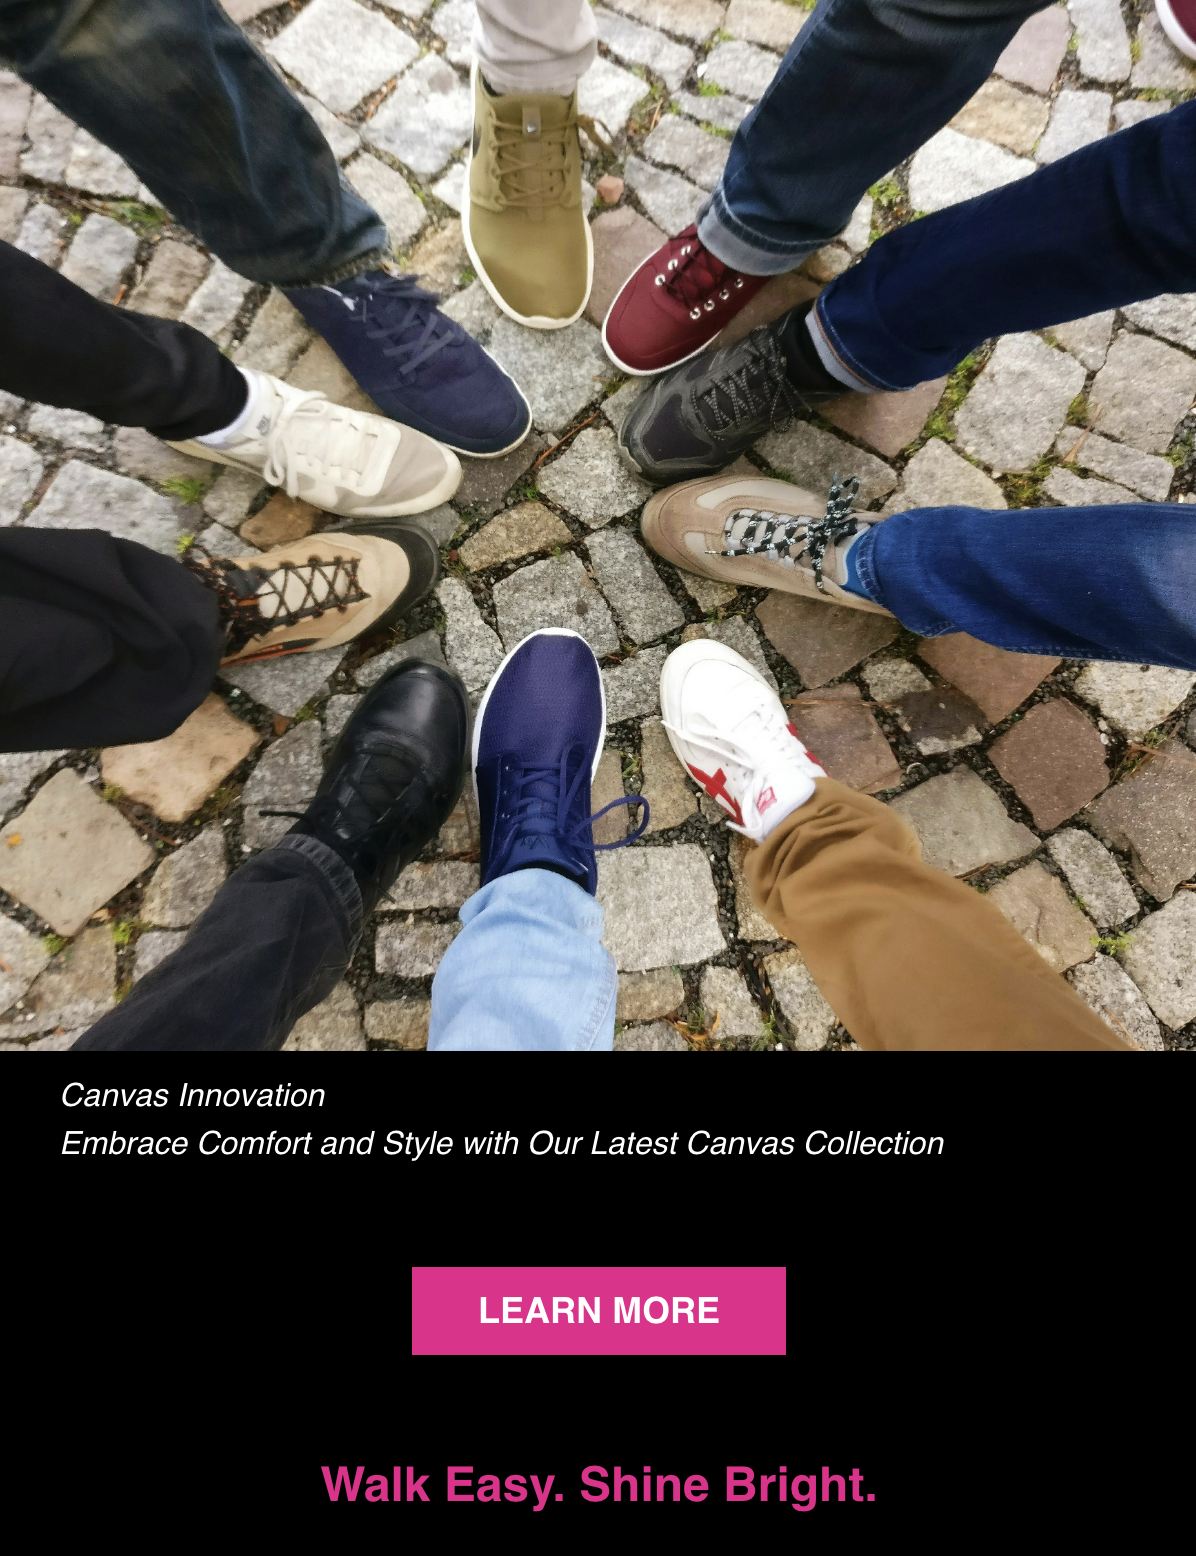 Canvas Innovation
Embrace Comfort and Style with Our Latest Canvas Collection
LEARN MORE
Walk Easy. Shine Bright.